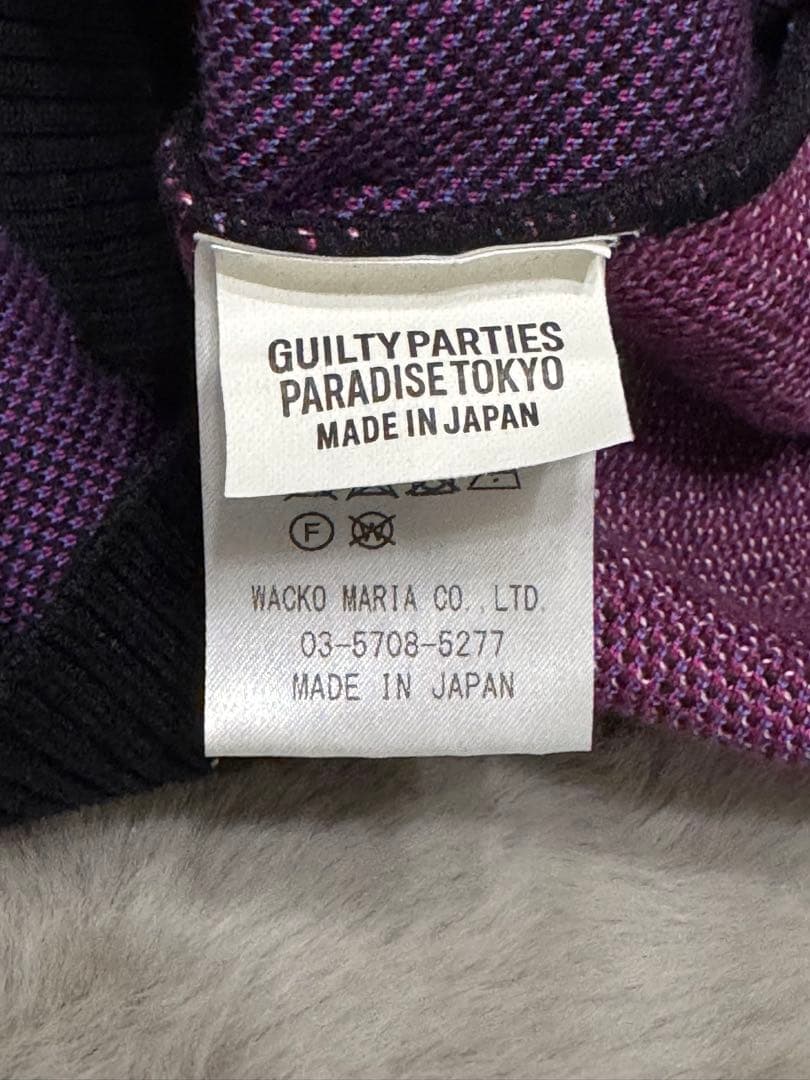 GUILTY PARTIES
PARADISE TOKYO
MADE IN JAPAN
F W
WACKO MARIA CO.,LTD.
03-5708-5277
MADE IN JAPAN